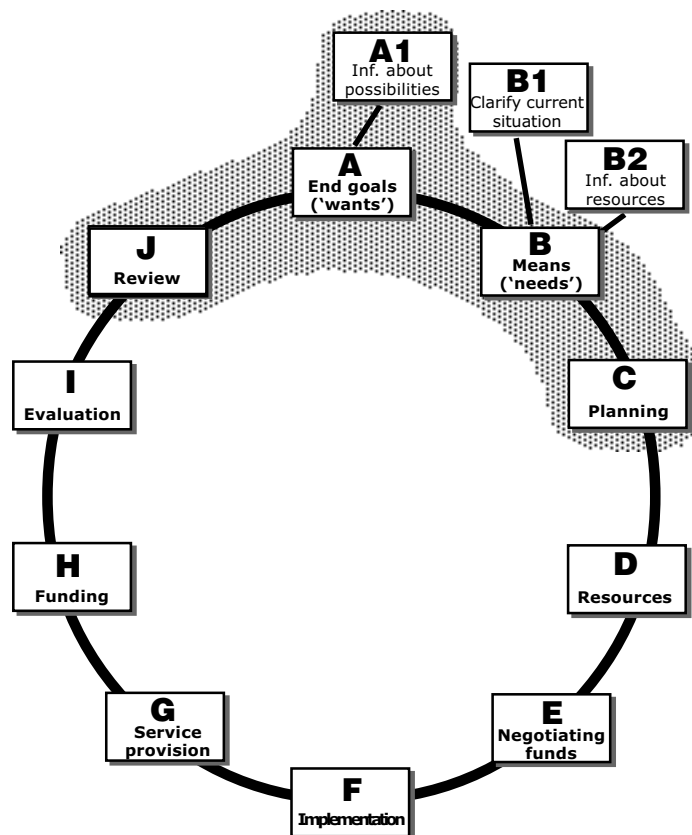 A1
Inf. about
possibilities
B1
Clarify current
situation
B2
Inf. about
resources
A
End goals
(‘wants’)
B
Means
(‘needs’)
C
Planning
D
Resources
E
Negotiating
funds
F
Implementation
G
Service
provision
H
Funding
I
Evaluation
J
Review